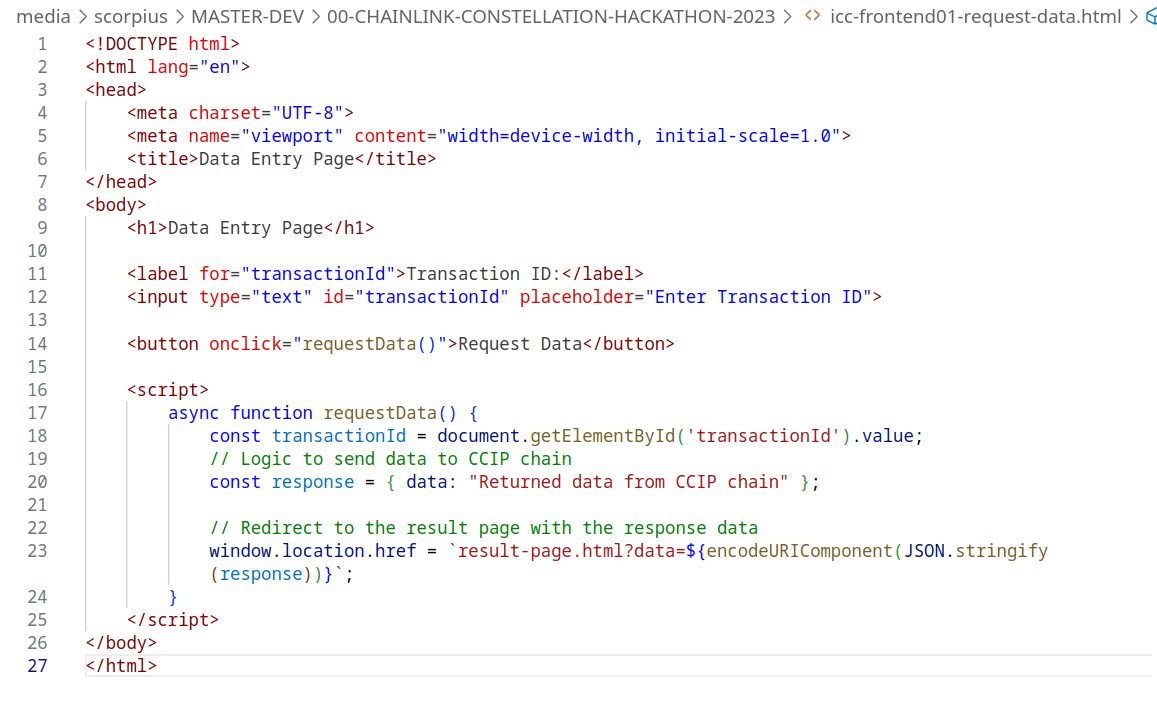 media > scorpius > MASTER-DEV > 00-CHAINLINK-CONSTELLATION-HACKATHON-2023 > <> icc-frontend01-request-data.html >
1 <!DOCTYPE html>
2 <html lang="en">
3 <head>
4     <meta charset="UTF-8">
5     <meta name="viewport" content="width=device-width, initial-scale=1.0">
6     <title>Data Entry Page</title>
7 </head>
8 <body>
9     <h1>Data Entry Page</h1>
10
11     <label for="transactionId">Transaction ID:</label>
12     <input type="text" id="transactionId" placeholder="Enter Transaction ID">
13
14     <button onclick="requestData()">Request Data</button>
15
16     <script>
17         async function requestData() {
18             const transactionId = document.getElementById('transactionId').value;
19             // Logic to send data to CCIP chain
20             const response = { data: "Returned data from CCIP chain" };
21
22             // Redirect to the result page with the response data
23             window.location.href = `result-page.html?data=${encodeURIComponent(JSON.stringify
(response))}`;
24         }
25     </script>
26 </body>
27 </html>